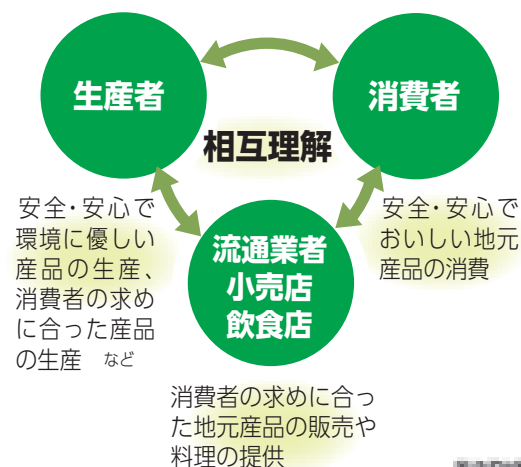 生産者
消費者
相互理解
安全・安心で
環境に優しい
産品の生産、
消費者の求め
に合った産品
の生産 など
安全・安心で
おいしい地元
産品の消費
流通業者
小売店
飲食店
消費者の求めに合っ
た地元産品の販売や
料理の提供